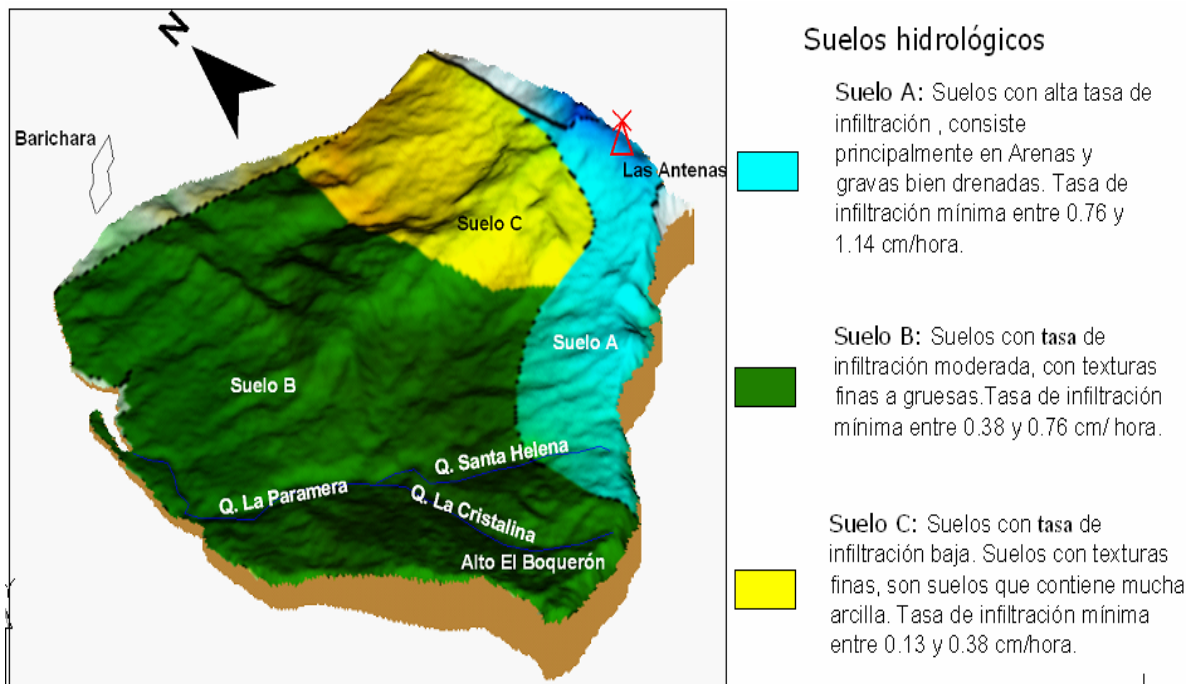 N
Barichara
Las Antenas
Suelo C
Suelo A
Suelo B
Q. Santa Helena
Q. La Paramera
Q. La Cristalina
Alto El Boquerón
Suelos hidrológicos
Suelo A: Suelos con alta tasa de
infiltración , consiste
principalmente en Arenas y
gravas bien drenadas. Tasa de
infiltración mínima entre 0.76 y
1.14 cm/hora.
Suelo B: Suelos con tasa de
infiltración moderada, con texturas
finas a gruesas.Tasa de infiltración
mínima entre 0.38 y 0.76 cm/ hora.
Suelo C: Suelos con tasa de
infiltración baja. Suelos con texturas
finas, son suelos que contiene mucha
arcilla. Tasa de infiltración mínima
entre 0.13 y 0.38 cm/hora.